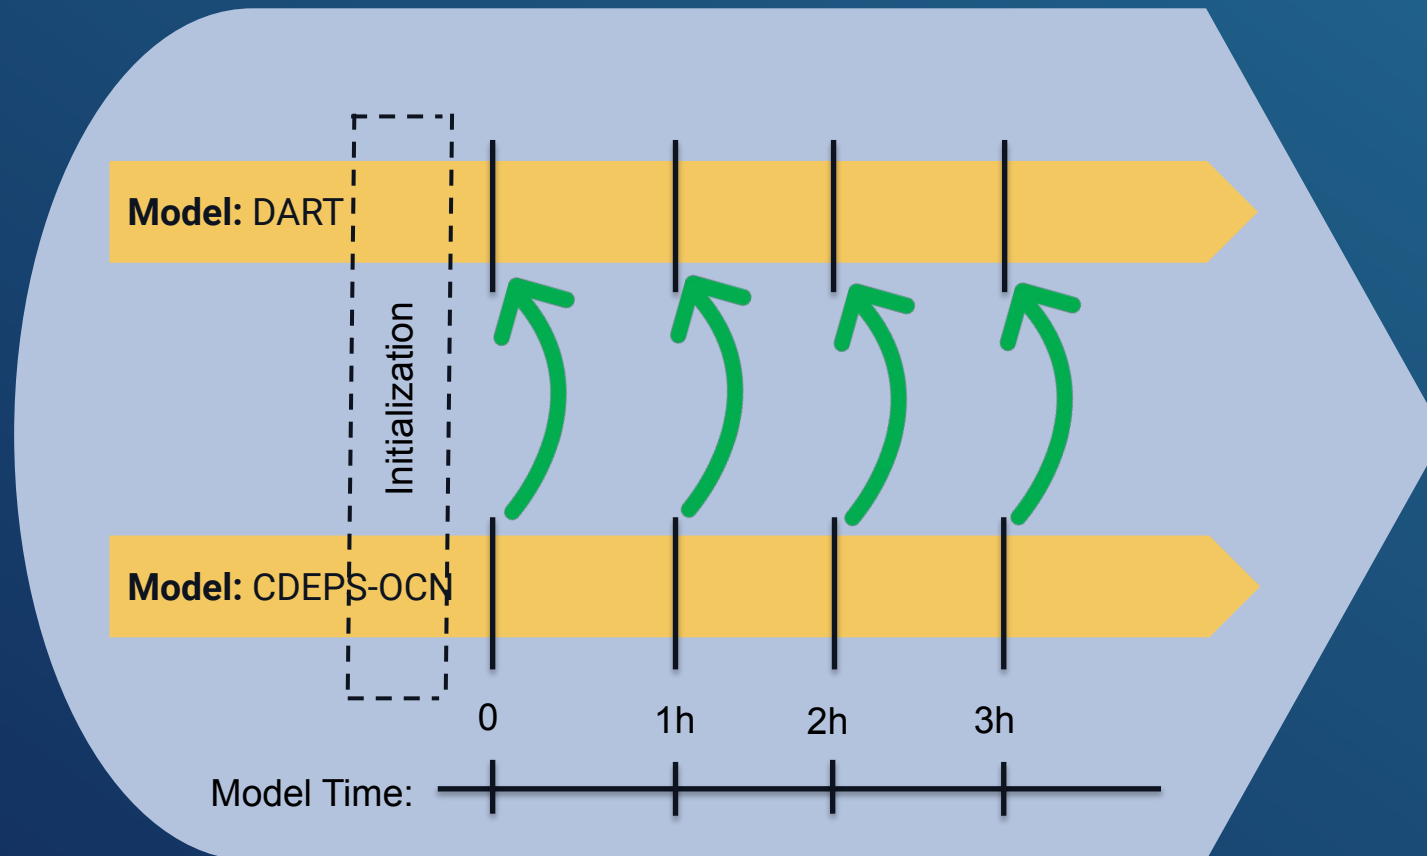 Model: DART
Initialization
Model: CDEPS-OCN
0 1h 2h 3h
Model Time: